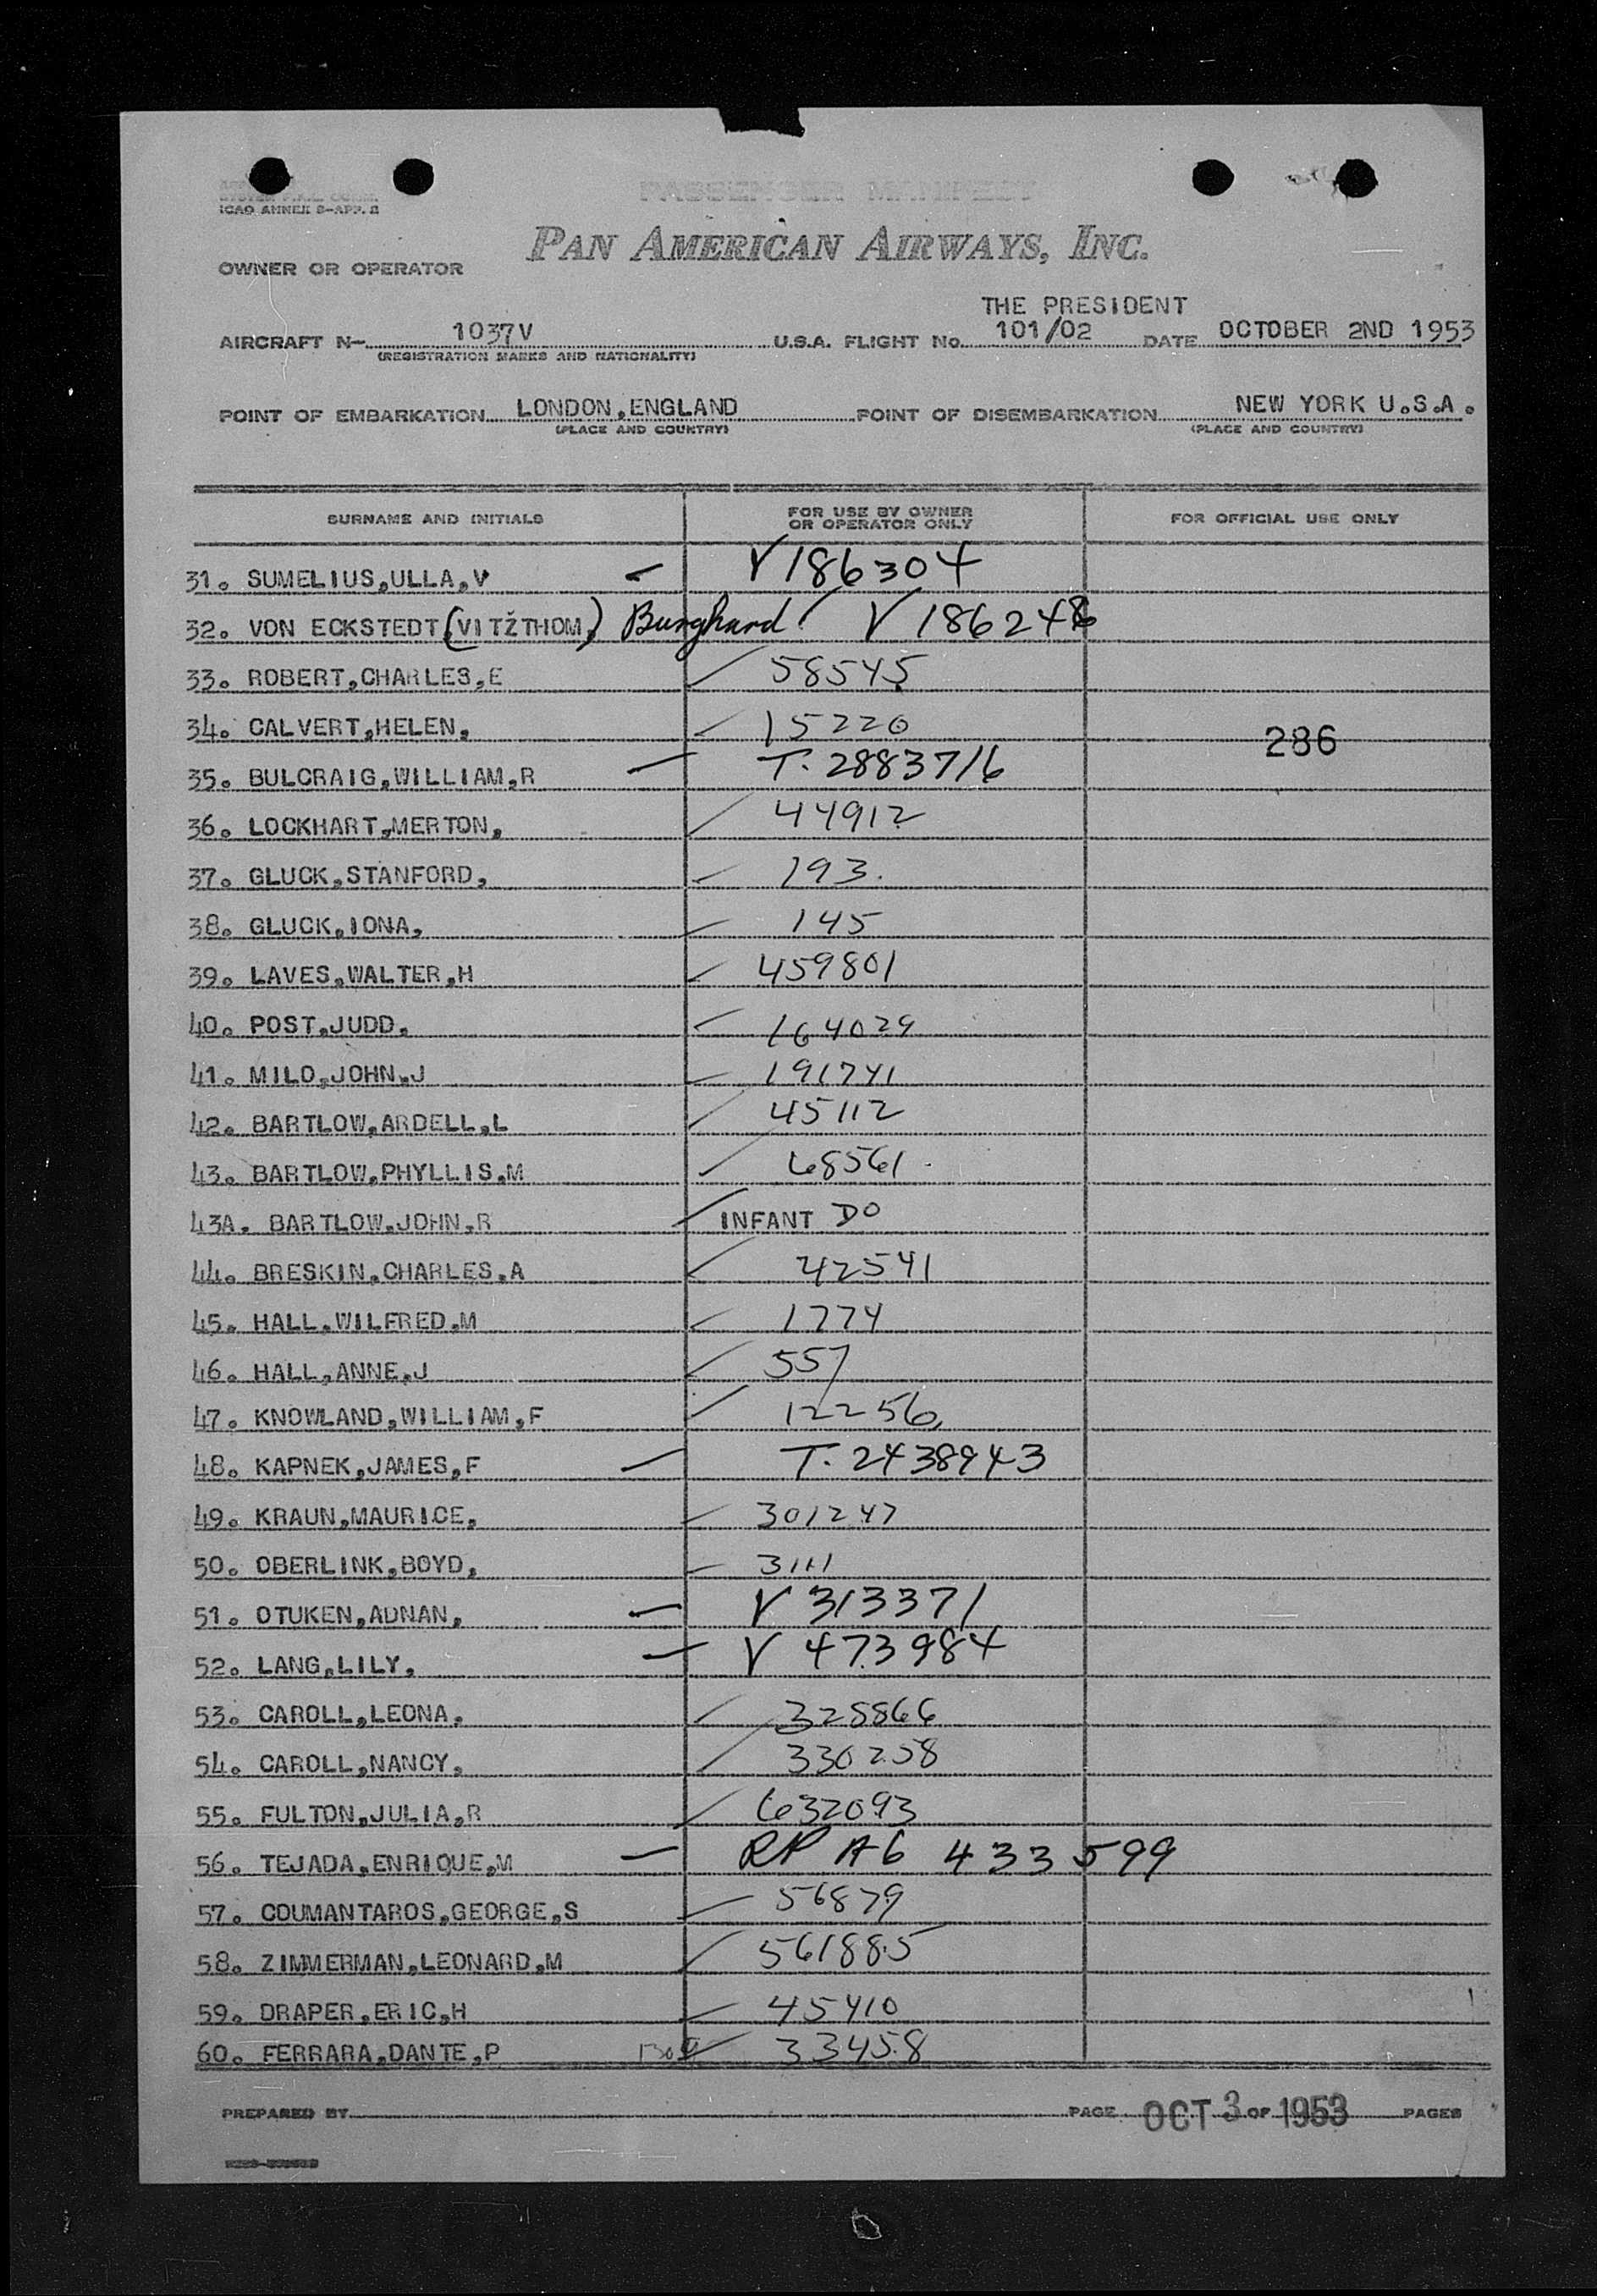 PASSENGER MANIFEST
ICAO ANNEX 9-APP. 2
PAN AMERICAN AIRWAYS, INC.
OWNER OR OPERATOR
THE PRESIDENT
AIRCRAFT N- 1037V U.S.A. FLIGHT No. 101/02 DATE OCTOBER 2ND 1953
(REGISTRATION MARKS AND NATIONALITY)
POINT OF EMBARKATION LONDON,ENGLAND POINT OF DISEMBARKATION NEW YORK U.S.A.
(PLACE AND COUNTRY) (PLACE AND COUNTRY)
SURNAME AND INITIALS FOR USE BY OWNER OR OPERATOR ONLY FOR OFFICIAL USE ONLY
31. SUMELIUS,ULLA,V V186304
32. VON ECKSTEDT(VITZTHOM,) Burghard V 186248
33. ROBERT,CHARLES,E 58545
34. CALVERT,HELEN, 15220
286
35. BULCRAIG,WILLIAM,R T. 2883716
36. LOCKHART,MERTON, 44912
37. GLUCK,STANFORD, 193.
38. GLUCK,IONA, 145
39. LAVES,WALTER,H 459801
40. POST,JUDD, 164029
41. MILO,JOHN,J 191741
42. BARTLOW,ARDELL,L 45112
43. BARTLOW,PHYLLIS,M 68561
43A. BARTLOW,JOHN,R INFANT DO
44. BRESKIN,CHARLES,A 42541
45. HALL,WILFRED,M 1774
46. HALL,ANNE,J 557
47. KNOWLAND,WILLIAM,F 12256
48. KAPNEK,JAMES,F T. 2438943
49. KRAUN,MAURICE, 301247
50. OBERLINK,BOYD, 3111
51. OTUKEN,ADNAN, V 313371
52. LANG,LILY, V 473984
53. CAROLL,LEONA, 328866
54. CAROLL,NANCY, 330258
55. FULTON,JULIA,R 632093
56. TEJADA,ENRIQUE,M RP A6 433599
57. COUMANTAROS,GEORGE,S 56879
58. ZIMMERMAN,LEONARD,M 561885
59. DRAPER,ERIC,H 45410
60. FERRARA,DANTE,P 33458
PREPARED BY PAGE OCT 3 OF 1953 PAGES